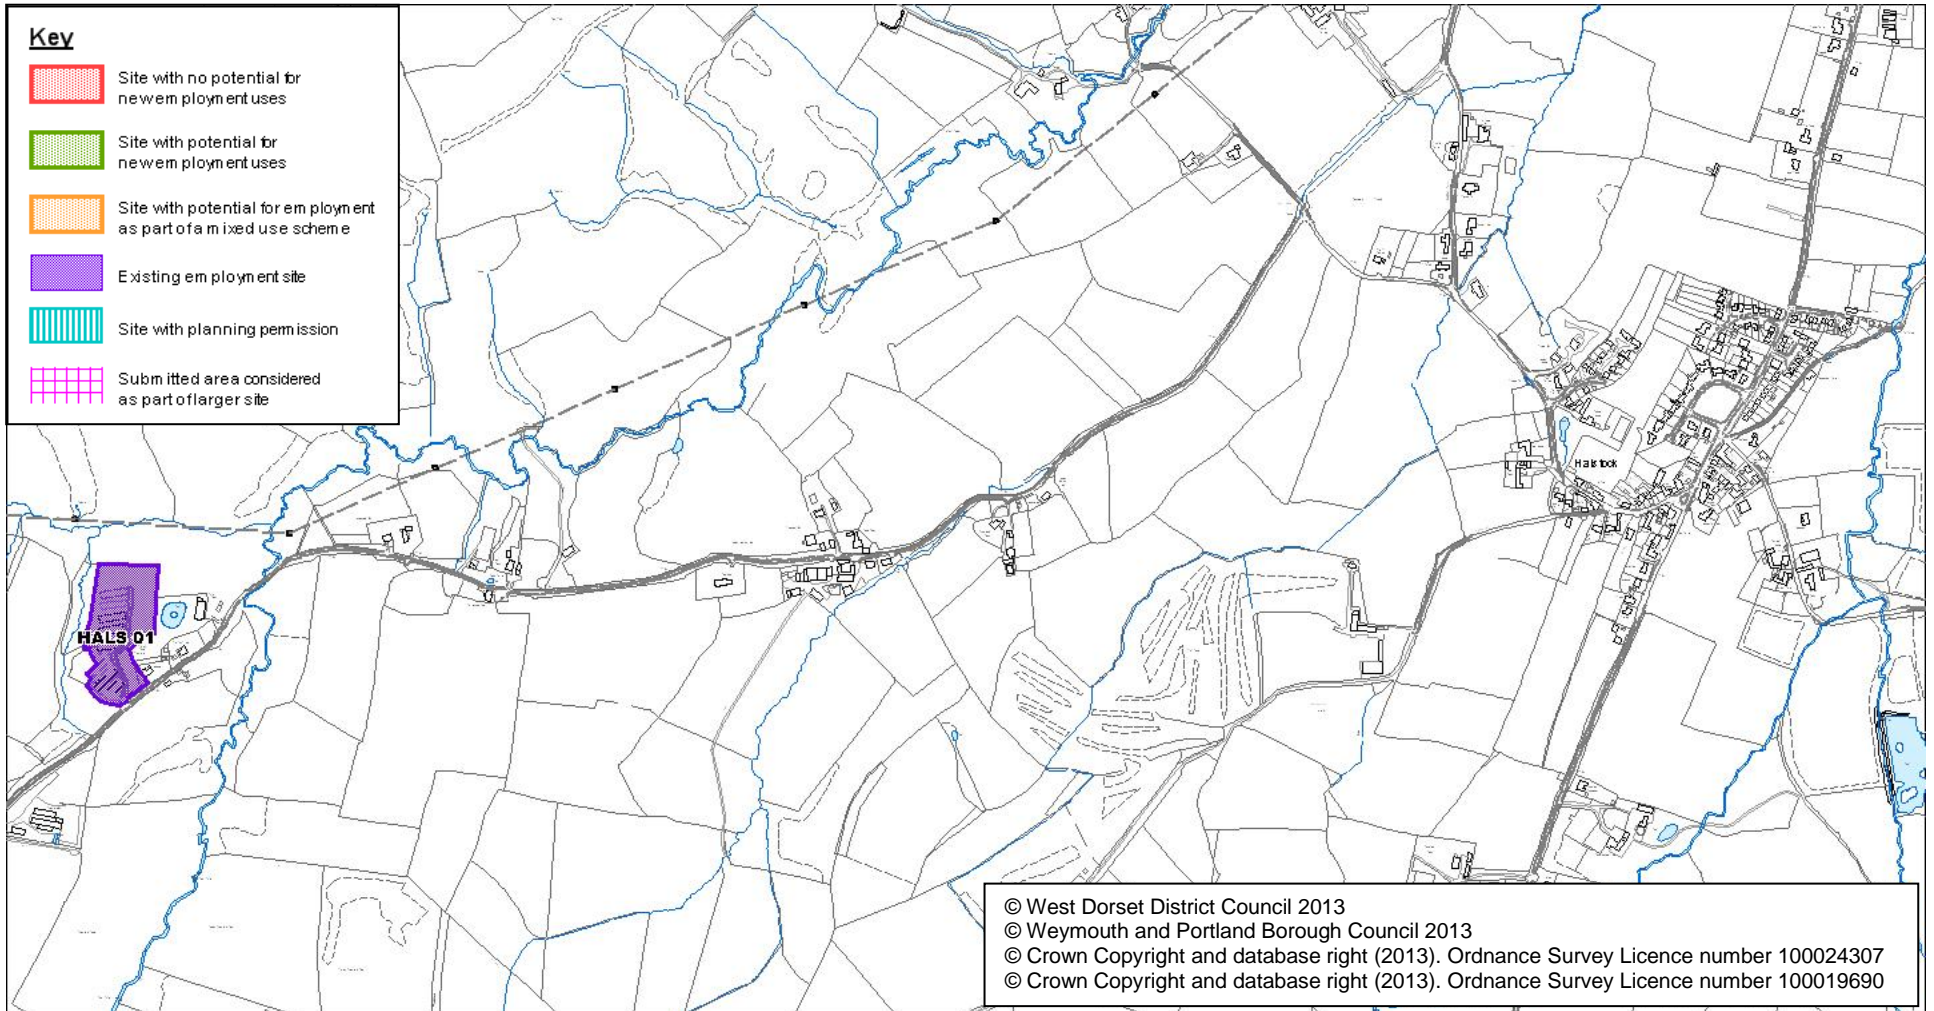 Key
Site with no potential for
new employment uses
Site with potential for
new employment uses
Site with potential for employment
as part of a mixed use scheme
Existing employment site
Site with planning permission
Submitted area considered
as part of larger site
Halstock
HALS 01
© West Dorset District Council 2013
© Weymouth and Portland Borough Council 2013
© Crown Copyright and database right (2013). Ordnance Survey Licence number 100024307
© Crown Copyright and database right (2013). Ordnance Survey Licence number 100019690